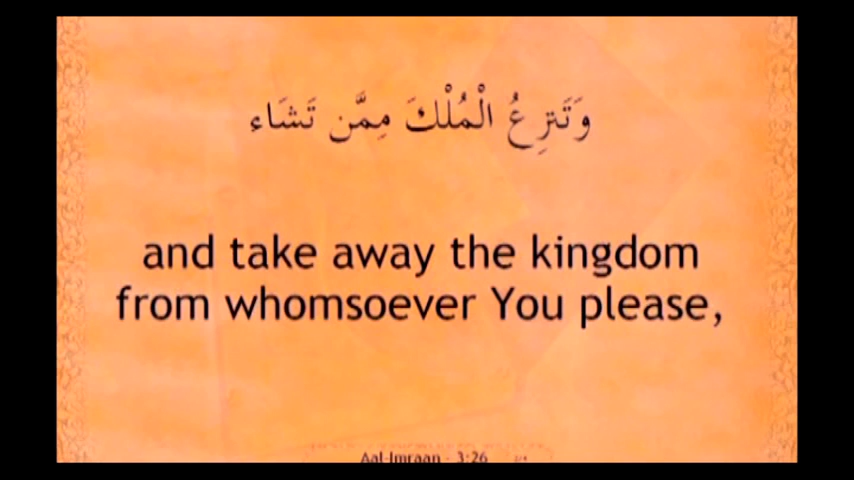 وَتَنزِعُ الْمُلْكَ مِمَّن تَشَاء
and take away the kingdom
from whomsoever You please,
Aal-Imraan - 3:26